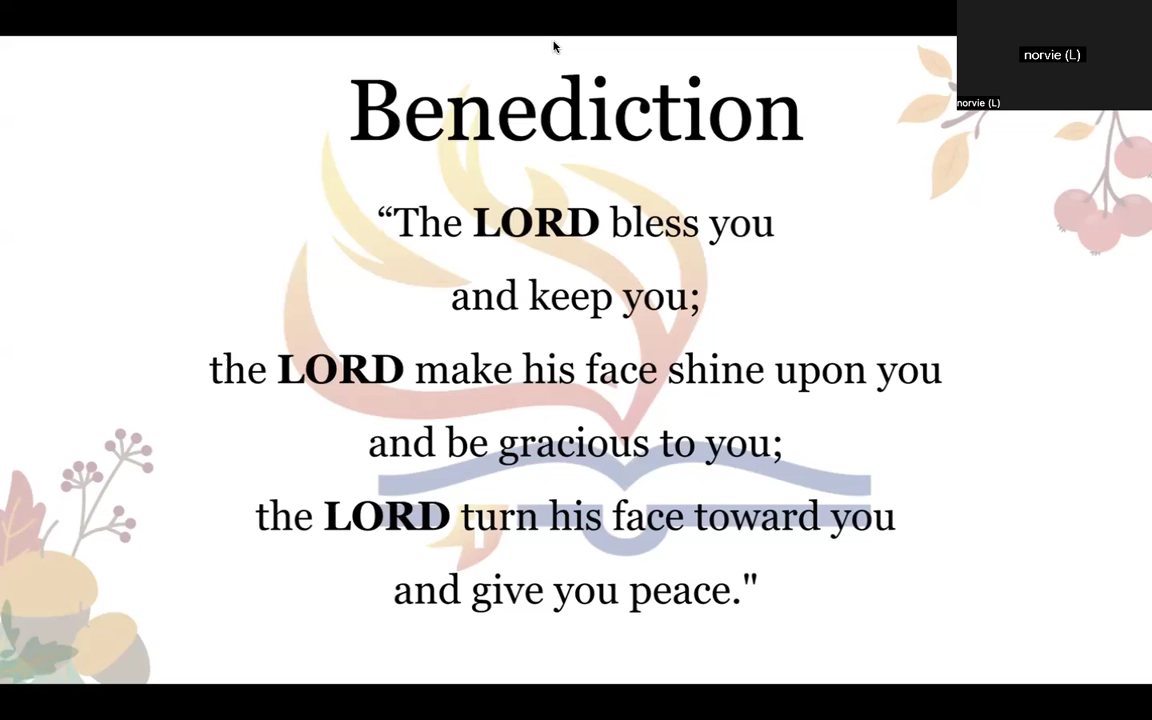 norvie (L)
norvie (L)
Benediction
“The LORD bless you
and keep you;
the LORD make his face shine upon you
and be gracious to you;
the LORD turn his face toward you
and give you peace."